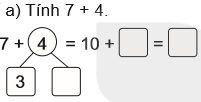 a) Tính 7 + 4.
7 + 4 = 10 + □ = □
3 □